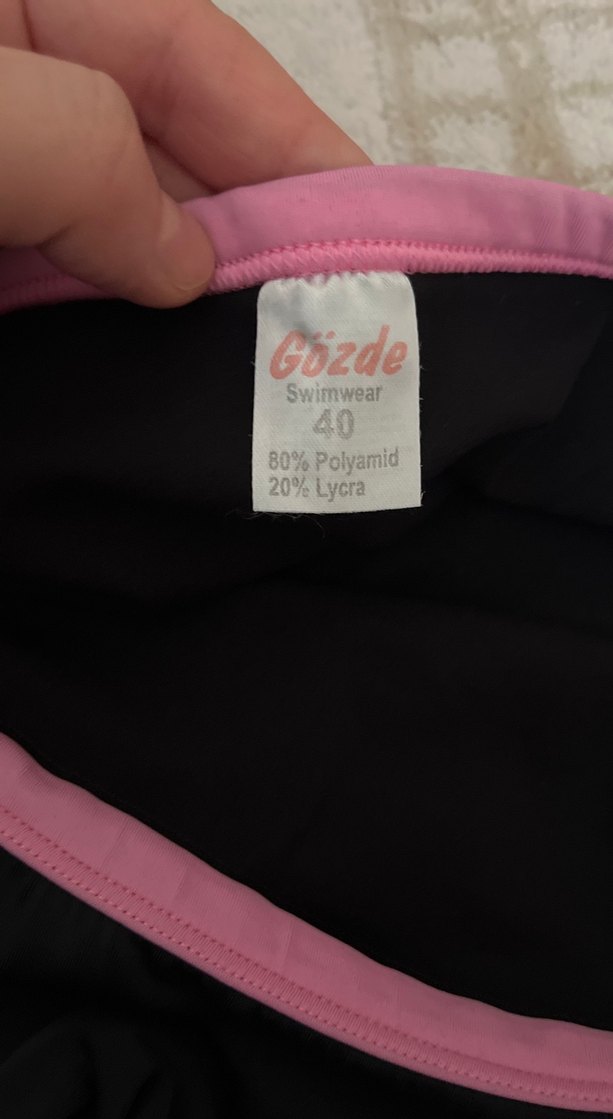 Gözde
Swimwear
40
80% Polyamid
20% Lycra